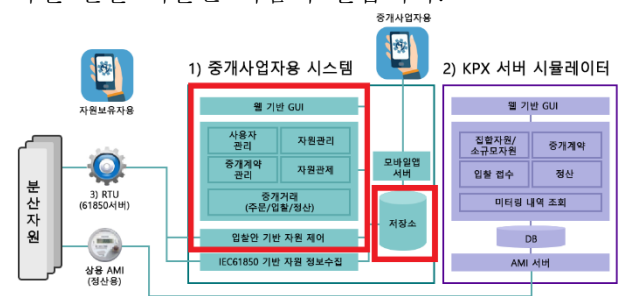 중개사업자용
1) 중개사업자용 시스템
2) KPX 서버 시뮬레이터
자원보유자용
웹 기반 GUI
사용자
관리
자원관리
중개계약
관리
자원관제
중개거래
(주문/입찰/정산)
입찰안 기반 자원 제어
IEC61850 기반 자원 정보수집
모바일앱
서버
저장소
웹 기반 GUI
집합자원/
소규모자원
중개계약
입찰 접수
정산
미터링 내역 조회
DB
AMI 서버
분산자원
3) RTU
(61850서버)
상용 AMI
(정산용)